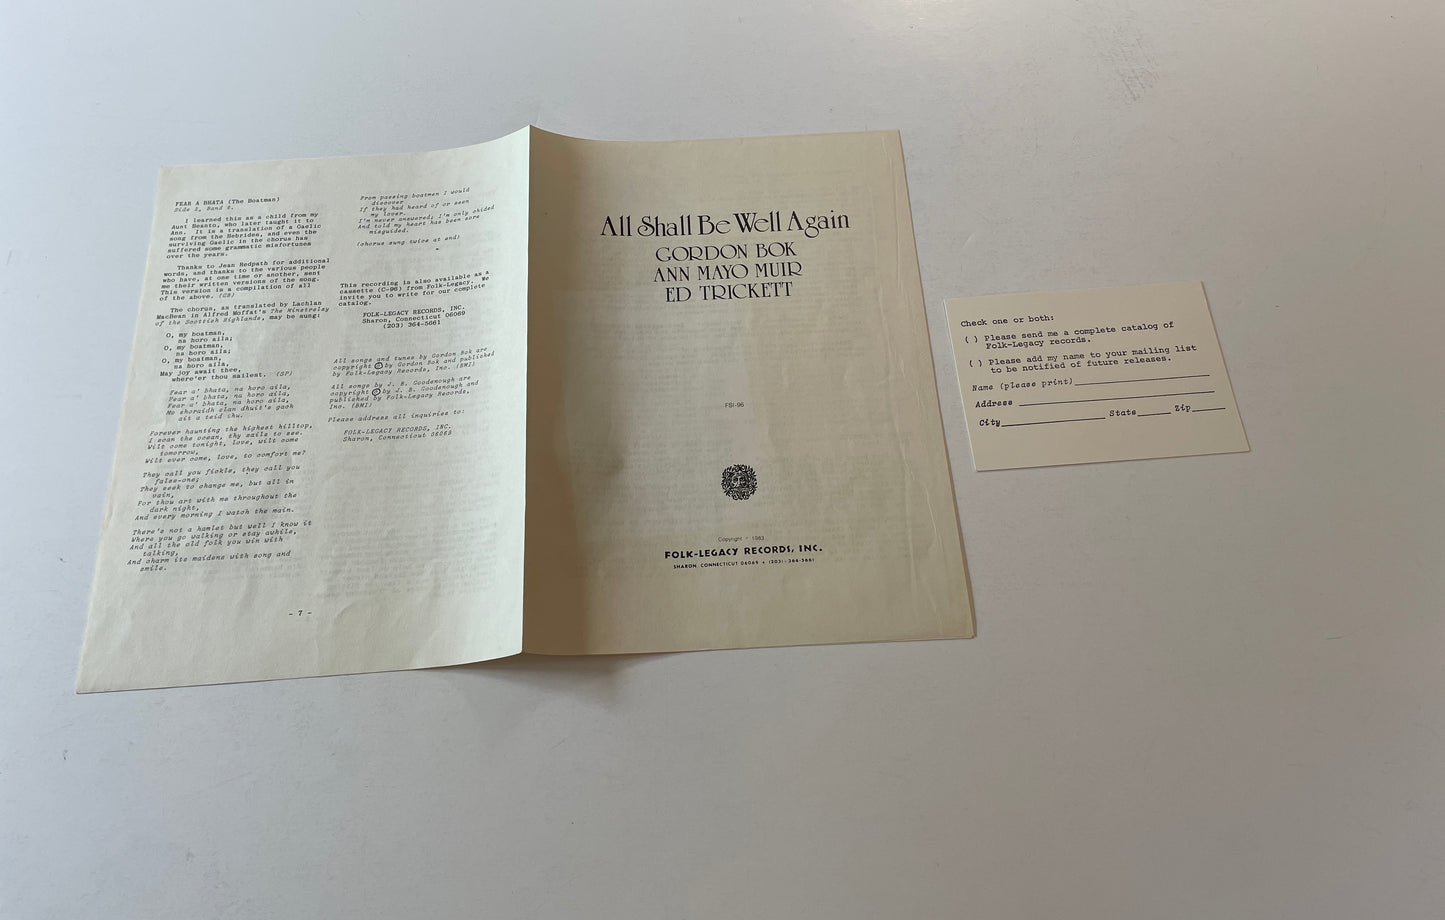 FEAR A BHATA (The Boatman)
Side 2, Band 6.
I learned this as a child from my
Aunt Beanto, who later taught it to
Ann. It is a translation of a Gaelic
song from the Hebrides, and even the
surviving Gaelic in the chorus has
suffered some grammatic misfortunes
over the years.
Thanks to Jean Redpath for additional
words, and thanks to the various people
who have, at one time or another, sent
me their written versions of the song.
This version is a compilation of all
of the above. (GB)
The chorus, as translated by Lachlan
MacBean in Alfred Moffat's The Minstrelsy
of the Scottish Highlands, may be sung:
O, my boatman,
na horo aila;
O, my boatman,
na horo aila;
O, my boatman,
na horo aila,
May joy await thee,
where'er thou sailest. (SP)
Fear a' bhata, na horo aila,
Fear a' bhata, na horo aila,
Fear a' bhata, na horo aila,
Mo shoraidh slan dhuit's gach
ait a teid thu.
Forever haunting the highest hilltop,
I scan the ocean, thy sails to see.
Wilt come tonight, love, wilt come
tomorrow,
Wilt ever come, love, to comfort me?
They call you fickle, they call you
false-one;
They seek to change me, but all in
vain,
For thou art with me throughout the
dark night,
And every morning I watch the main.
There's not a hamlet but well I know it
Where you go walking or stay awhile,
And all the old folk you win with
talking,
And charm its maidens with song and
smile.
From passing boatmen I would
discover
If they had heard of or seen
my lover.
I'm never answered; I'm only chided
And told my heart has been sore
misguided.
(chorus sung twice at end)
This recording is also available as a
cassette (C-96) from Folk-Legacy. We
invite you to write for our complete
catalog.
FOLK-LEGACY RECORDS, INC.
Sharon, Connecticut 06069
(203) 364-5661
All songs and tunes by Gordon Bok are
copyright © by Gordon Bok and published
by Folk-Legacy Records, Inc. (BMI)
All songs by J. B. Goodenough are
copyright © by J. B. Goodenough and
published by Folk-Legacy Records,
Inc. (BMI)
Please address all inquiries to:
FOLK-LEGACY RECORDS, INC.
Sharon, Connecticut 06069
- 7 -
All Shall Be Well Again
GORDON BOK
ANN MAYO MUIR
ED TRICKETT
FSI-96
Copyright © 1983
FOLK-LEGACY RECORDS, INC.
SHARON, CONNECTICUT 06069 • (203) - 364-5661
Check one or both:
( ) Please send me a complete catalog of
Folk-Legacy records.
( ) Please add my name to your mailing list
to be notified of future releases.
Name (please print)
Address
City State Zip